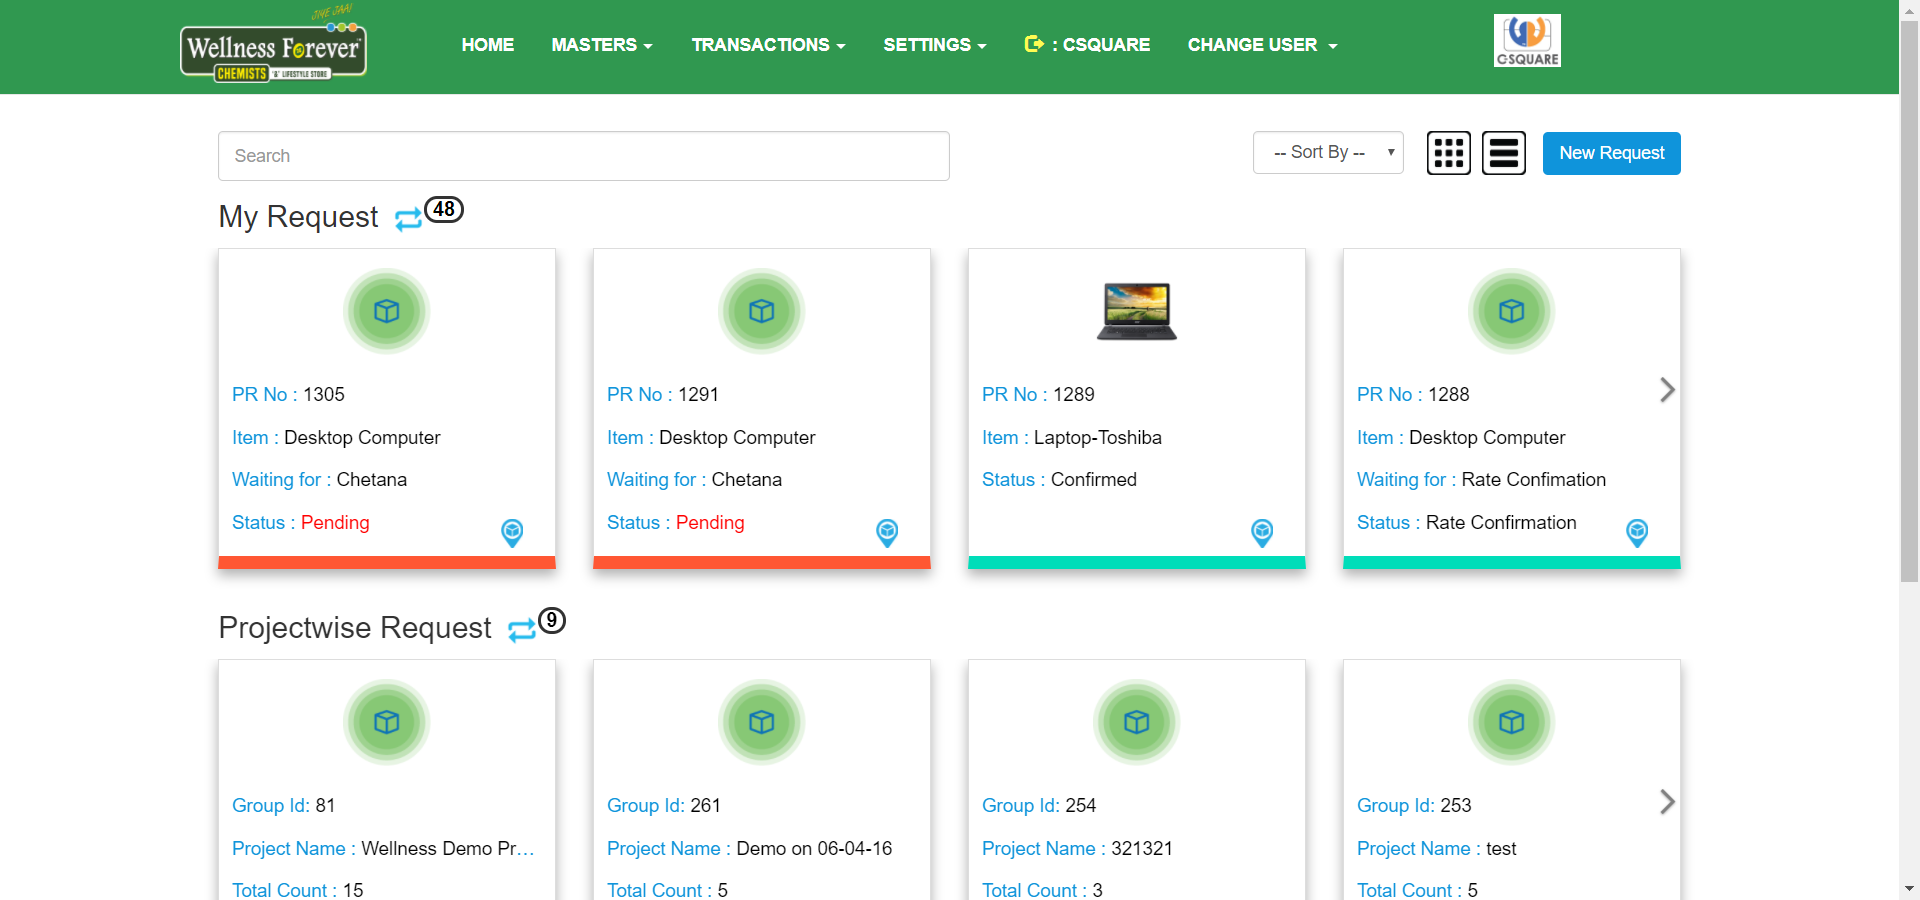 JIYE JAA!
Wellness Forever
CHEMISTS '&' LIFESTYLE STORE
HOME MASTERS TRANSACTIONS SETTINGS : CSQUARE CHANGE USER
CSQUARE
Search
-- Sort By --
New Request
My Request 48
PR No : 1305
Item : Desktop Computer
Waiting for : Chetana
Status : Pending
PR No : 1291
Item : Desktop Computer
Waiting for : Chetana
Status : Pending
PR No : 1289
Item : Laptop-Toshiba
Status : Confirmed
PR No : 1288
Item : Desktop Computer
Waiting for : Rate Confimation
Status : Rate Confirmation
Projectwise Request 9
Group Id: 81
Project Name : Wellness Demo Pr...
Total Count : 15
Group Id: 261
Project Name : Demo on 06-04-16
Total Count : 5
Group Id: 254
Project Name : 321321
Total Count : 3
Group Id: 253
Project Name : test
Total Count : 5